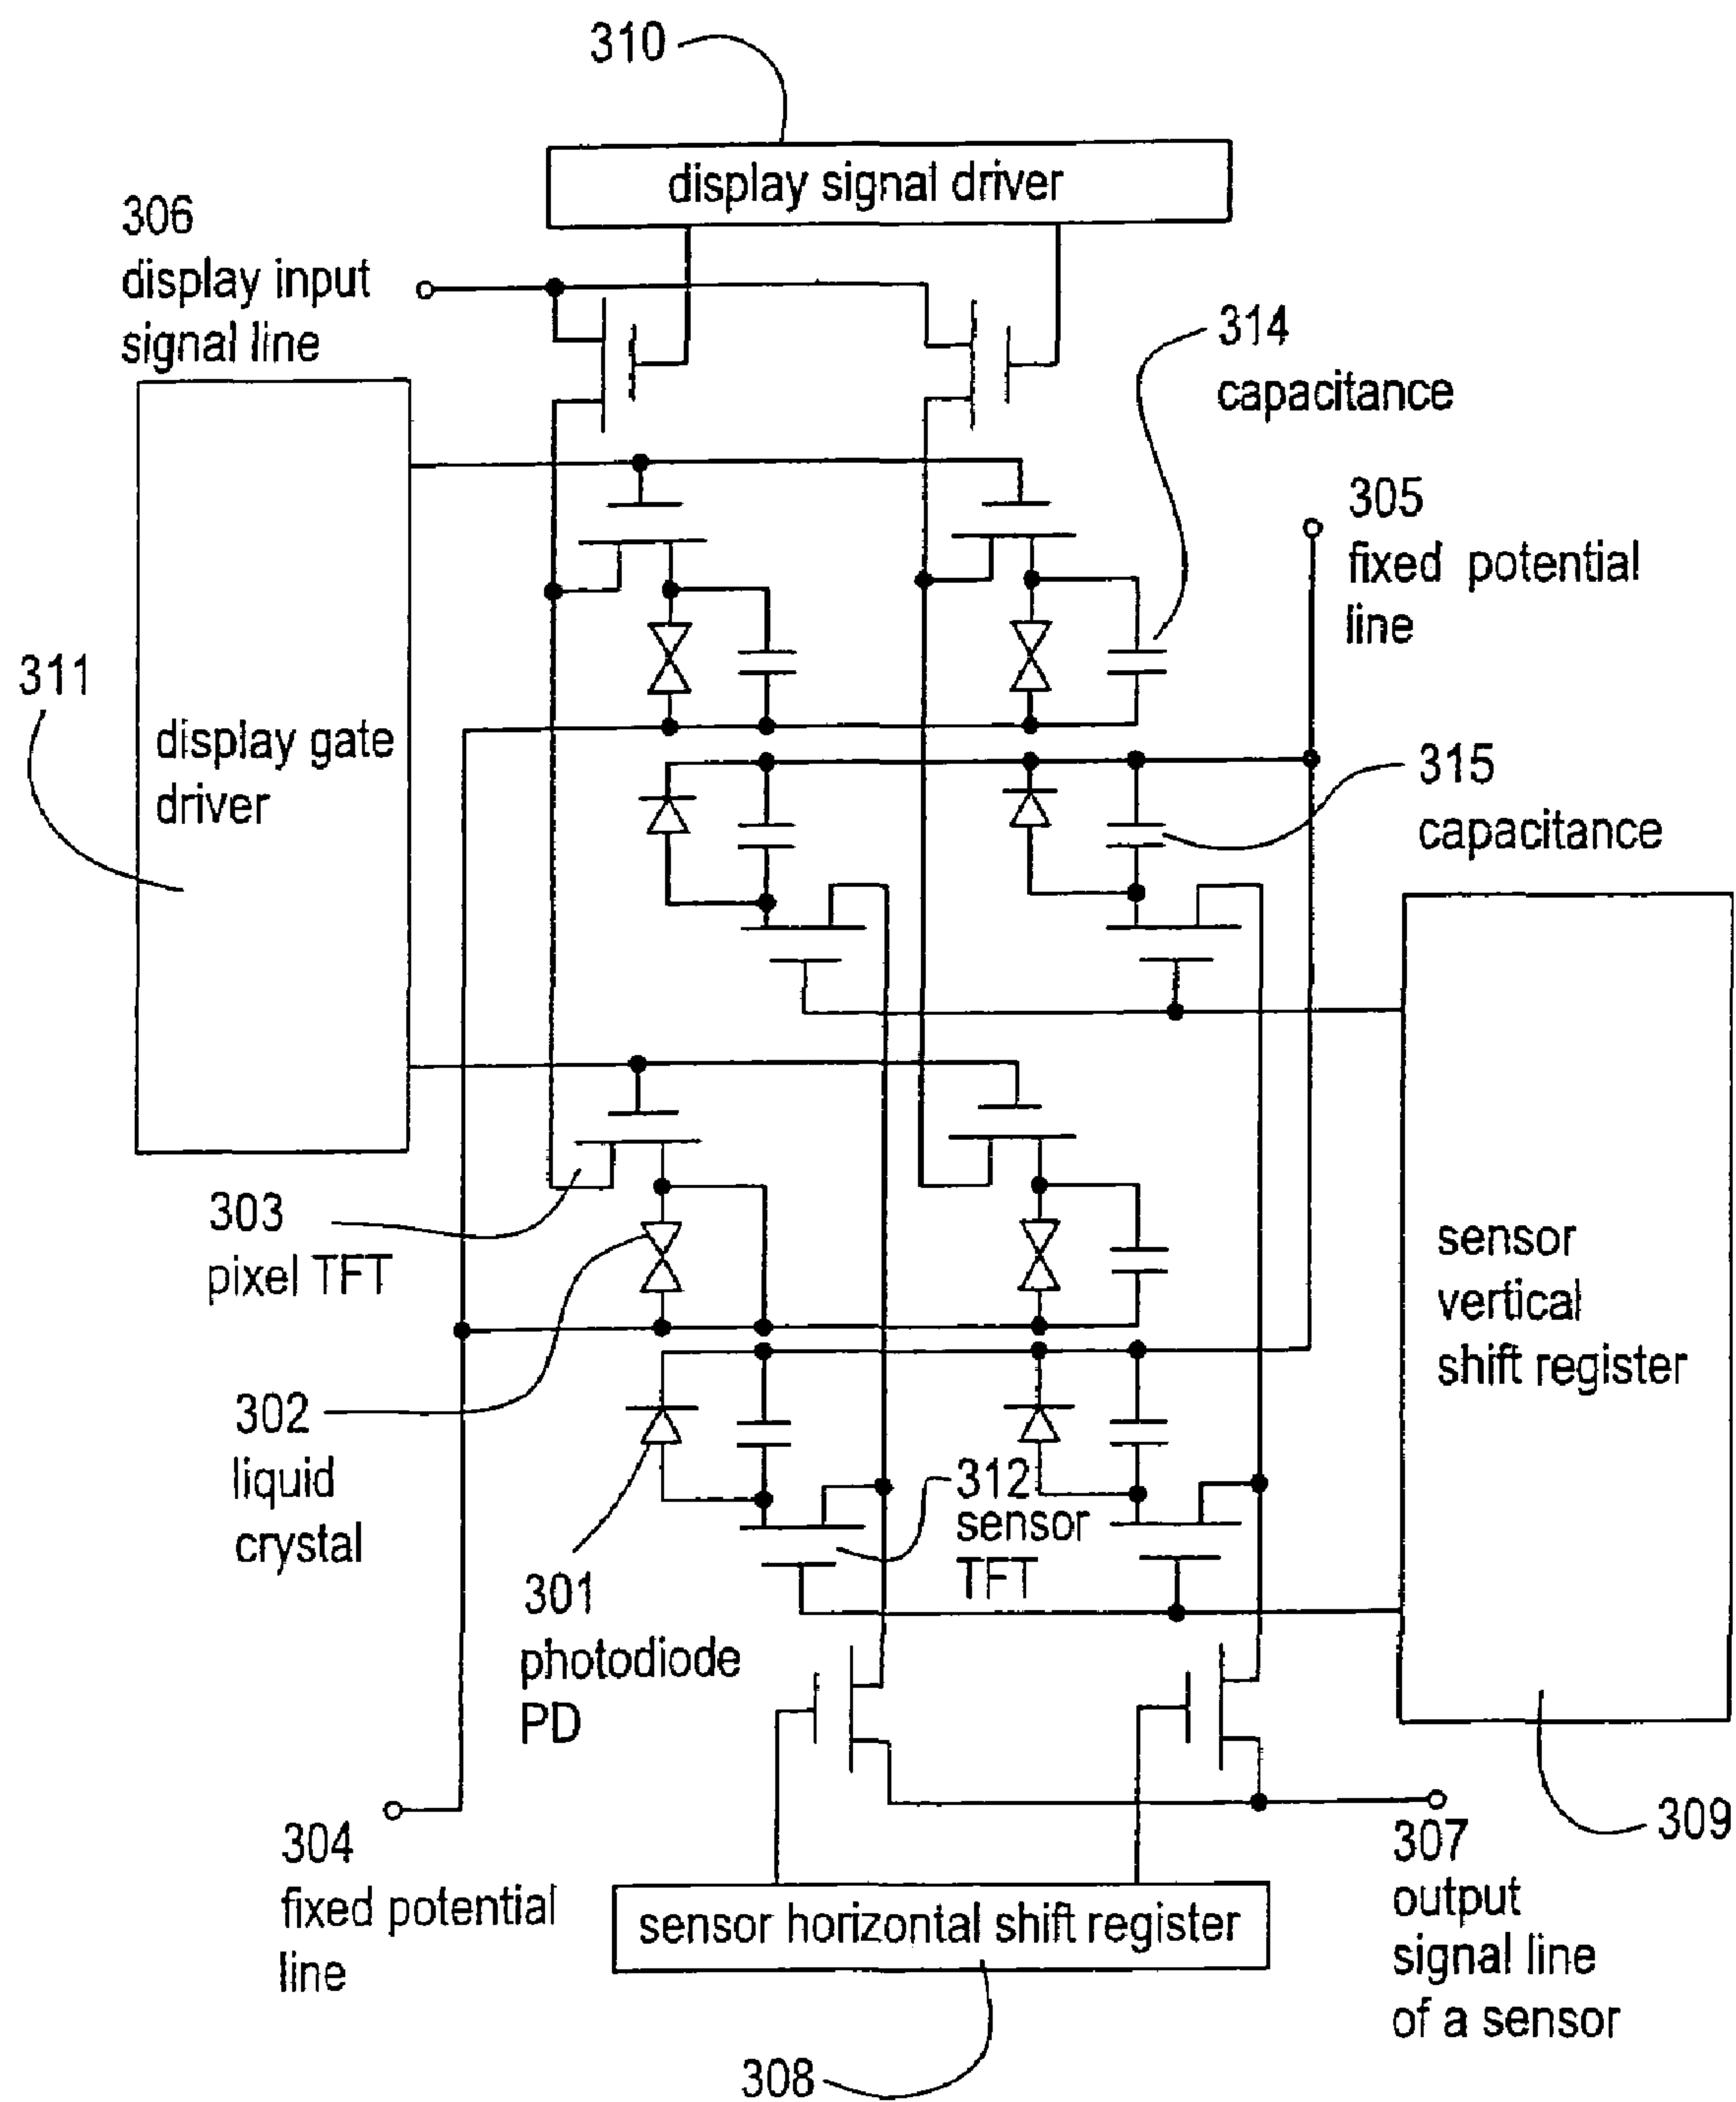 310
display signal driver
306
display input
signal line
314
capacitance
305
fixed potential
line
311
display gate
driver
315
capacitance
303
pixel TFT
sensor
vertical
shift register
302
liquid
crystal
312
sensor
TFT
301
photodiode
PD
304
fixed potential
line
309
307
output
signal line
of a sensor
sensor horizontal shift register
308